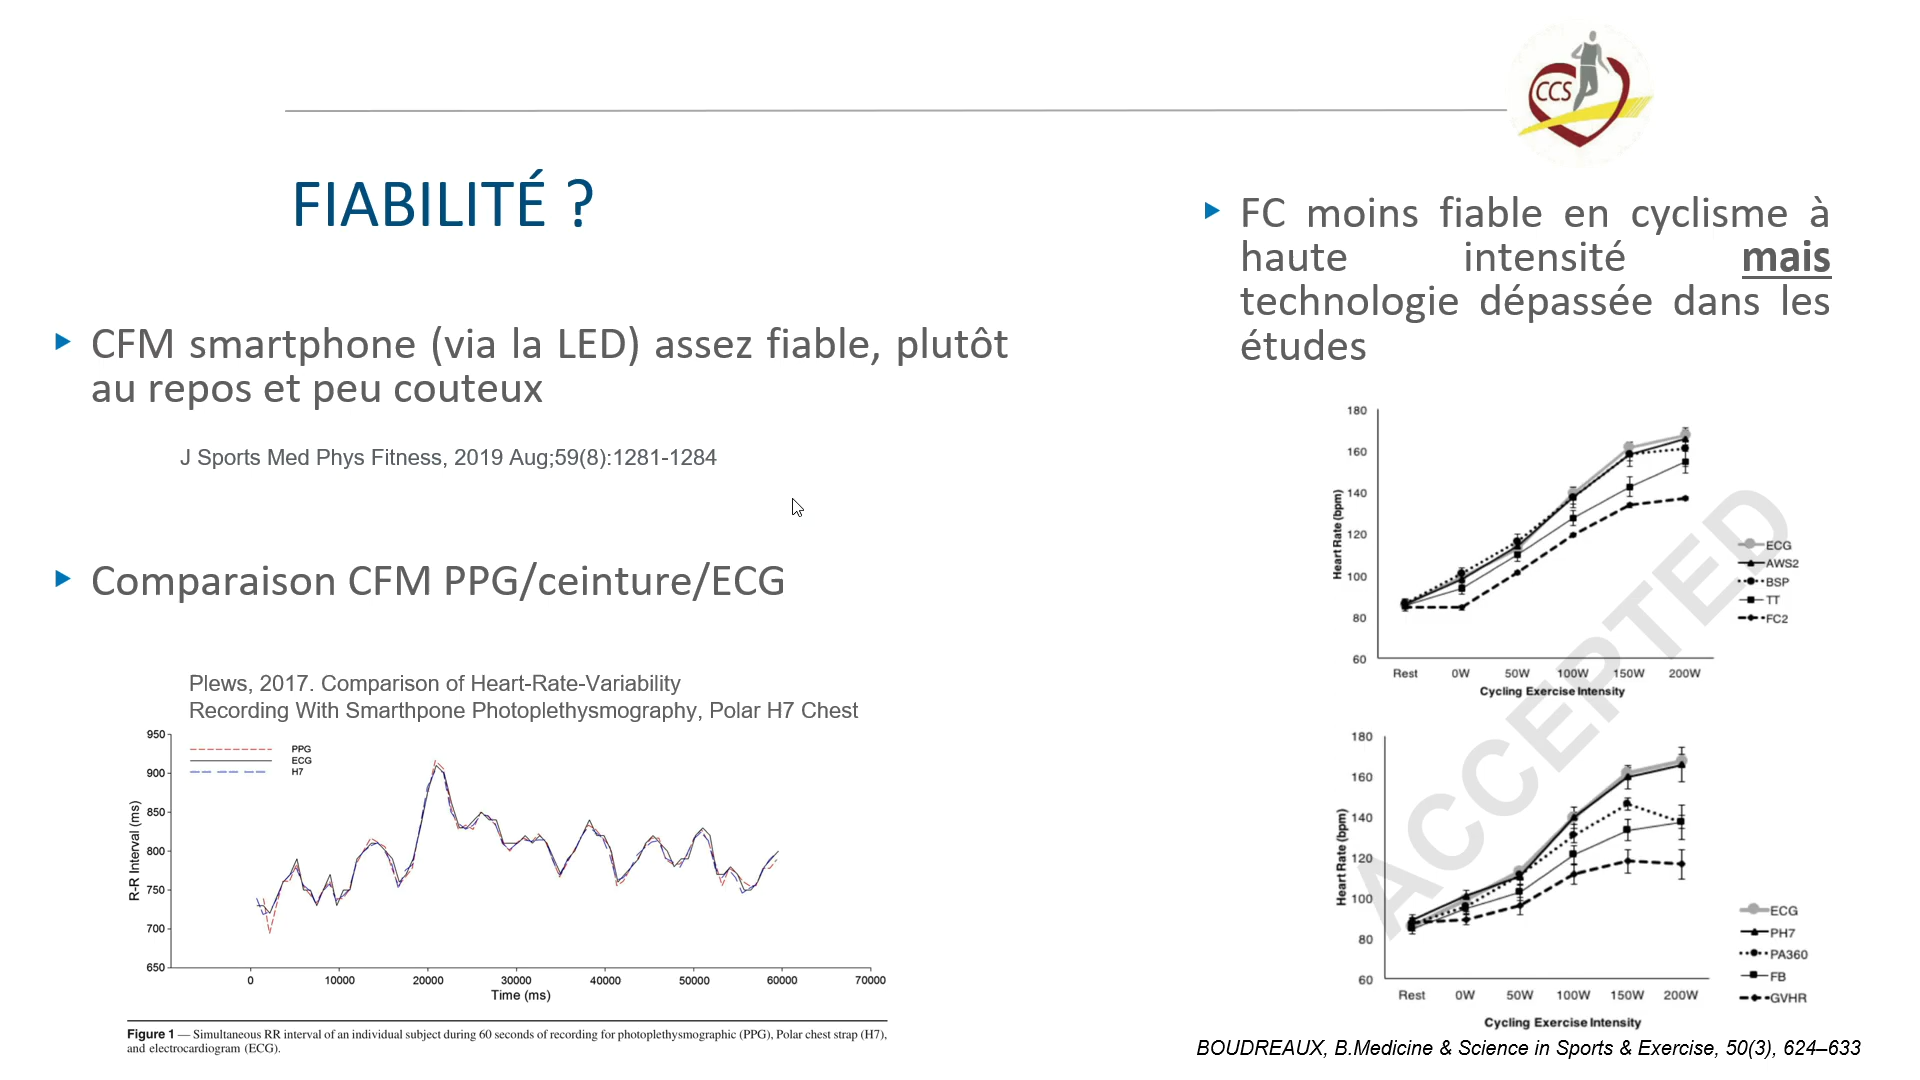 CCS
FIABILITÉ ?
CFM smartphone (via la LED) assez fiable, plutôt
au repos et peu couteux
J Sports Med Phys Fitness, 2019 Aug;59(8):1281-1284
Comparaison CFM PPG/ceinture/ECG
Plews, 2017. Comparison of Heart-Rate-Variability
Recording With Smarthpone Photoplethysmography, Polar H7 Chest
950
900
850
800
750
700
650
R-R Interval (ms)
PPG
ECG
H7
0 10000 20000 30000 40000 50000 60000 70000
Time (ms)
Figure 1 — Simultaneous RR interval of an individual subject during 60 seconds of recording for photoplethysmographic (PPG), Polar chest strap (H7),
and electrocardiogram (ECG).
FC moins fiable en cyclisme à
haute intensité mais
technologie dépassée dans les
études
180
160
140
120
100
80
60
Heart Rate (bpm)
ECG
AWS2
BSP
TT
FC2
Rest 0W 50W 100W 150W 200W
Cycling Exercise Intensity
ACCEPTED
180
160
140
120
100
80
60
Heart Rate (bpm)
ECG
PH7
PA360
FB
GVHR
Rest 0W 50W 100W 150W 200W
Cycling Exercise Intensity
BOUDREAUX, B.Medicine & Science in Sports & Exercise, 50(3), 624–633